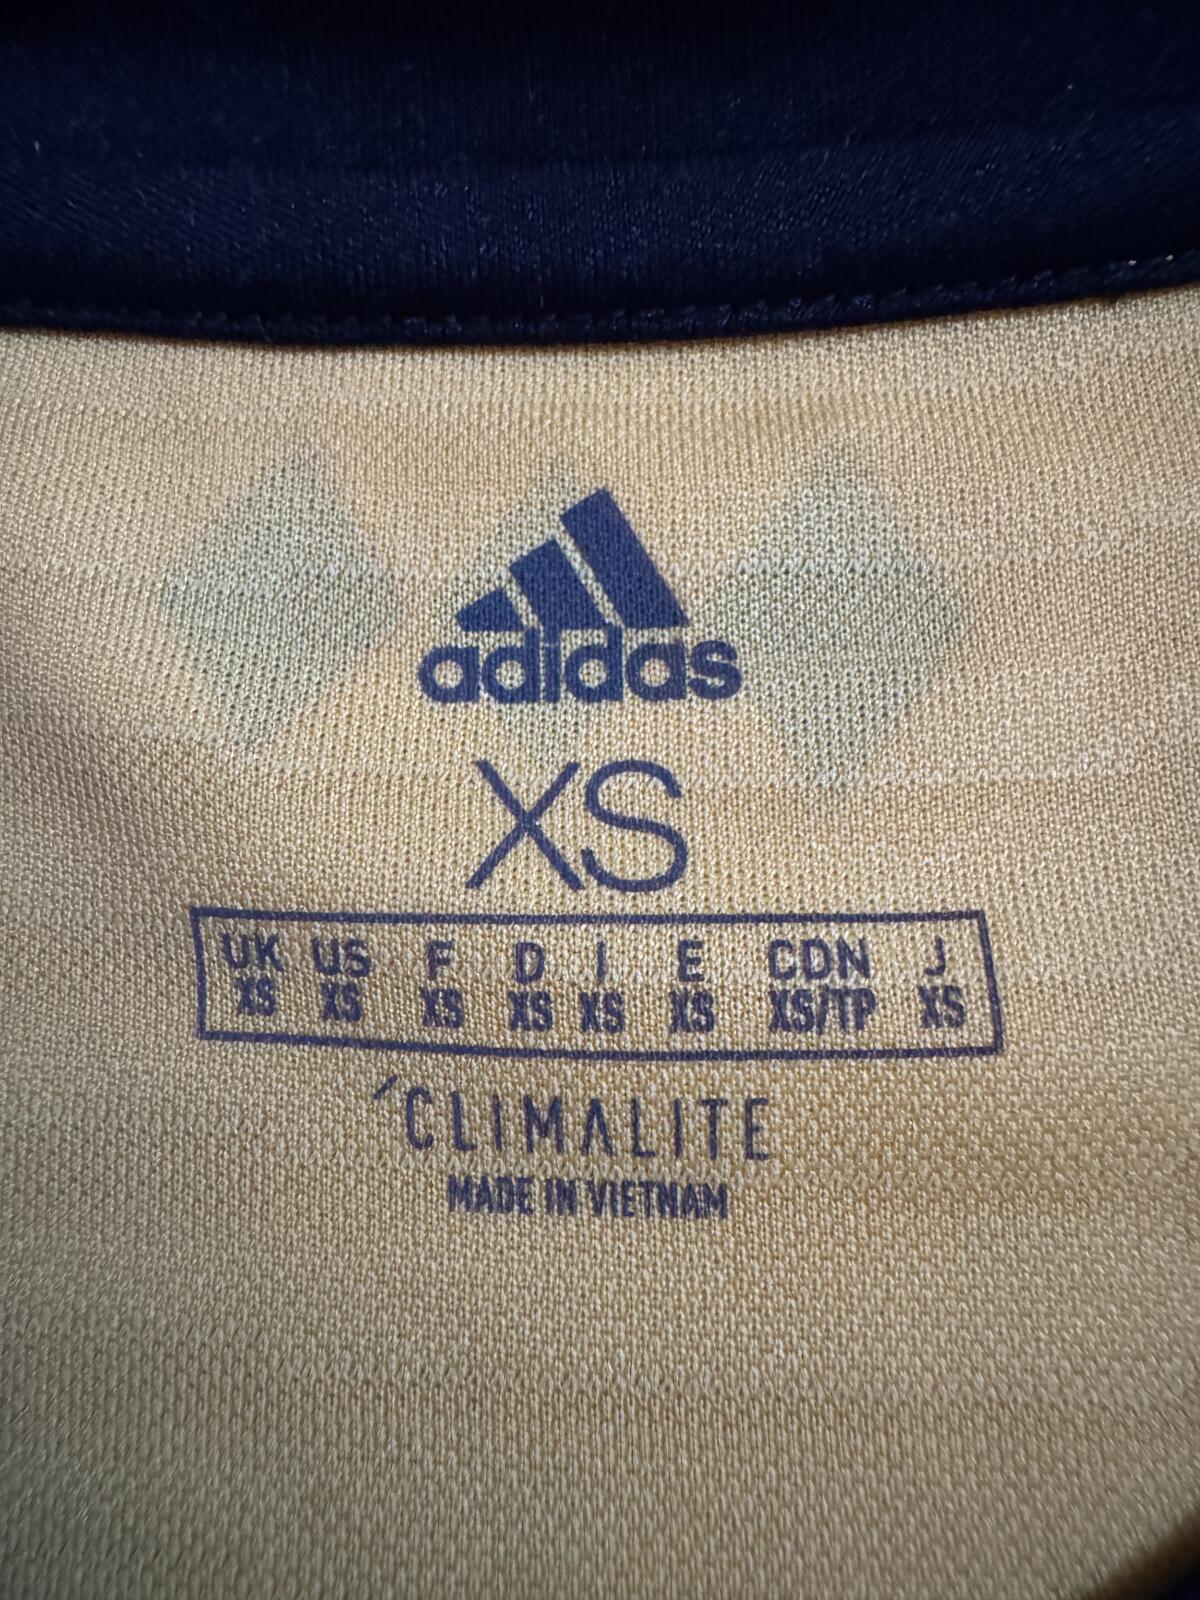 adidas
XS
UK US F D I E CDN J
XS XS XS XS XS XS XS/TP XS
´CLIMALITE
MADE IN VIETNAM